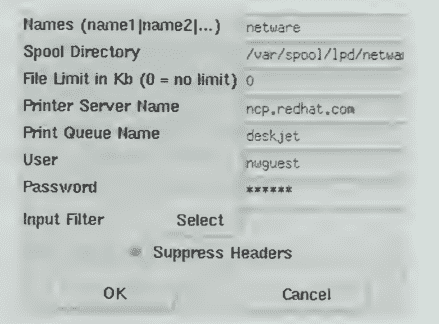 Names (name1|name2|...) netware
Spool Directory /var/spool/lpd/netwar
File Limit in Kb (0 = no limit) 0
Printer Server Name ncp.redhat.com
Print Queue Name deskjet
User nwguest
Password ******
Input Filter Select
Suppress Headers
OK Cancel